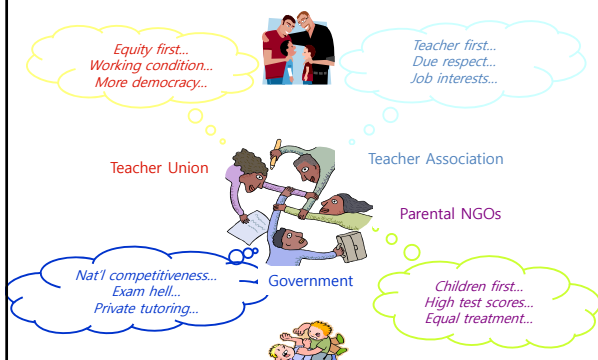 Equity first...
Working condition...
More democracy...
Teacher first...
Due respect...
Job interests...
Teacher Union
Teacher Association
Parental NGOs
Government
Nat'l competitiveness...
Exam hell...
Private tutoring...
Children first...
High test scores...
Equal treatment...